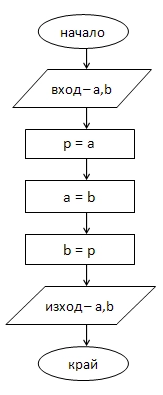 начало
вход – a,b
p = a
a = b
b = p
изход – a,b
край